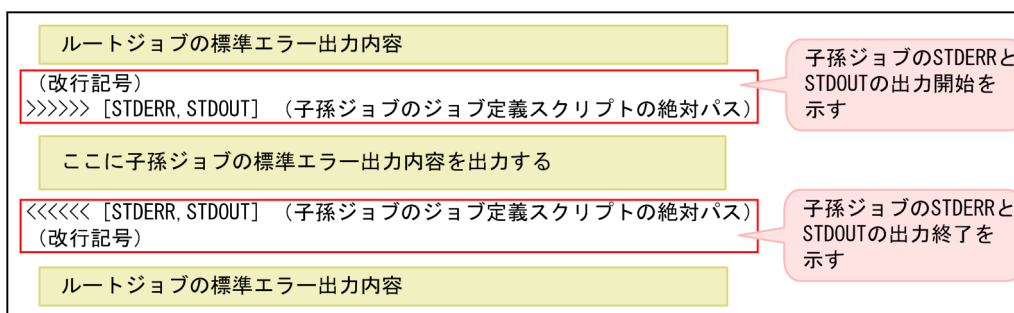 ルートジョブの標準エラー出力内容
（改行記号）
>>>>>> [STDERR,STDOUT] （子孫ジョブのジョブ定義スクリプトの絶対パス）
子孫ジョブのSTDERRと
STDOUTの出力開始を
示す
ここに子孫ジョブの標準エラー出力内容を出力する
<<<<<< [STDERR,STDOUT] （子孫ジョブのジョブ定義スクリプトの絶対パス）
（改行記号）
子孫ジョブのSTDERRと
STDOUTの出力終了を
示す
ルートジョブの標準エラー出力内容